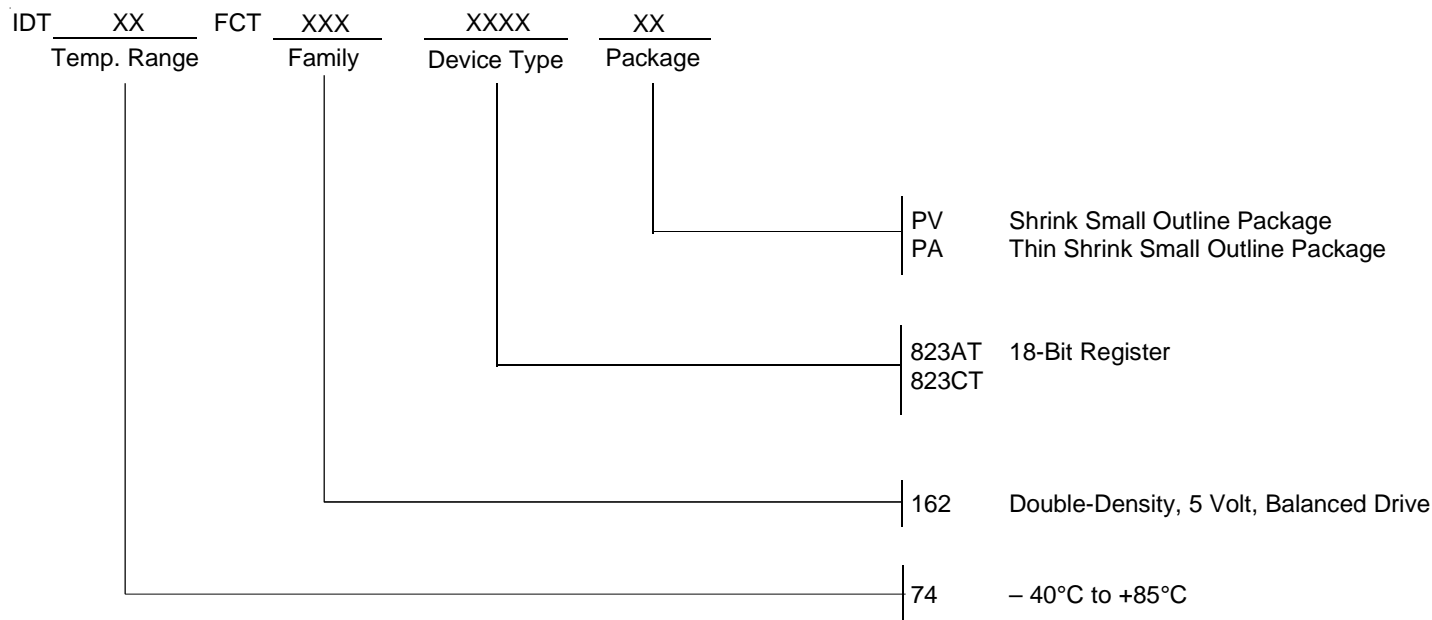 IDT XX FCT XXX XXXX XX
Temp. Range Family Device Type Package
PV Shrink Small Outline Package
PA Thin Shrink Small Outline Package
823AT 18-Bit Register
823CT
162 Double-Density, 5 Volt, Balanced Drive
74 – 40°C to +85°C